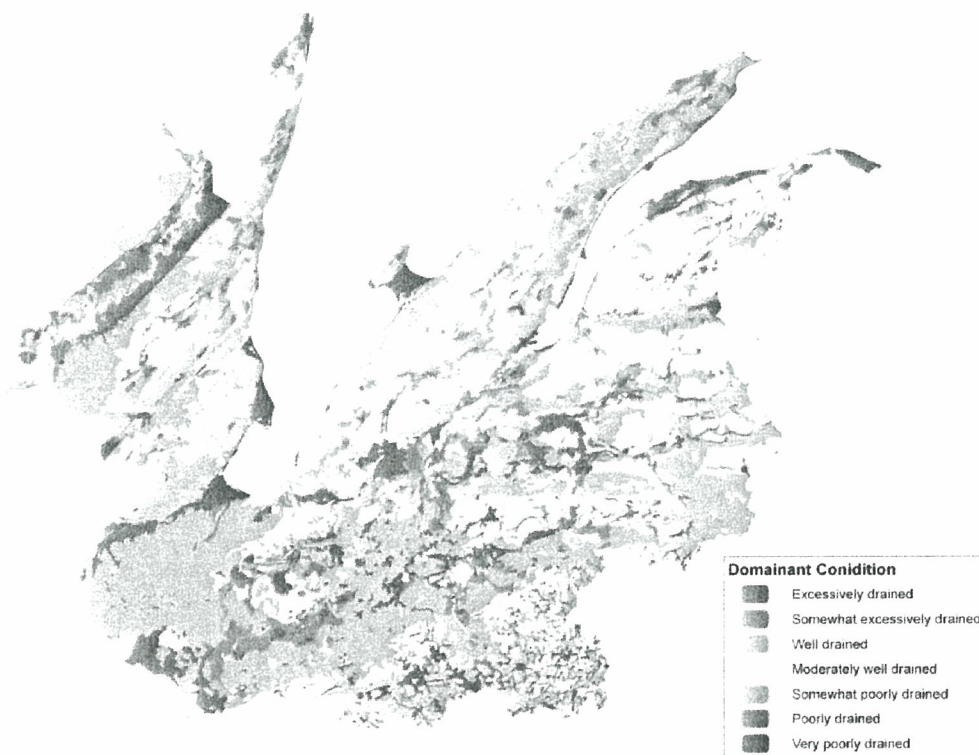 Domainant Conidition
Excessively drained
Somewhat excessively drained
Well drained
Moderately well drained
Somewhat poorly drained
Poorly drained
Very poorly drained